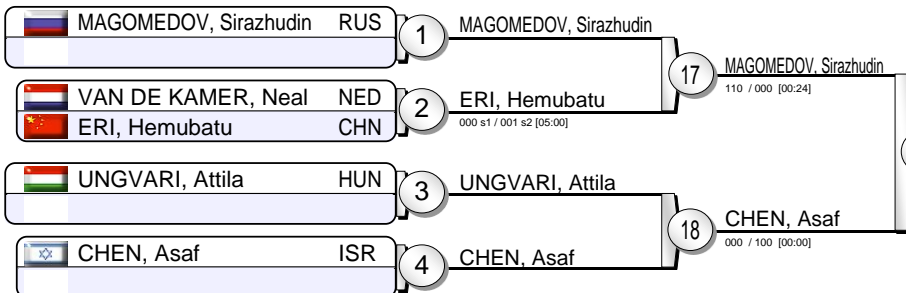 MAGOMEDOV, Sirazhudin RUS
1
MAGOMEDOV, Sirazhudin
17
MAGOMEDOV, Sirazhudin
110 / 000 [00:24]
VAN DE KAMER, Neal NED
ERI, Hemubatu CHN
2
ERI, Hemubatu
000 s1 / 001 s2 [05:00]
UNGVARI, Attila HUN
3
UNGVARI, Attila
18
CHEN, Asaf
000 / 100 [00:00]
CHEN, Asaf ISR
4
CHEN, Asaf